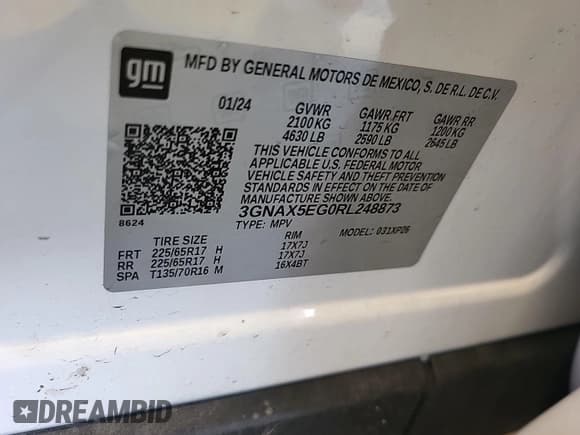 gm
MFD BY GENERAL MOTORS DE MEXICO, S. DE R.L. DE C.V.
01/24 GVWR GAWR FRT GAWR RR
2100 KG 1175 KG 1200 KG
4630 LB 2590 LB 2645 LB
THIS VEHICLE CONFORMS TO ALL
APPLICABLE U.S. FEDERAL MOTOR
VEHICLE SAFETY AND THEFT PREVENTION
STANDARDS IN EFFECT ON THE DATE OF
MANUFACTURE SHOWN ABOVE.
8624 3GNAX5EG0RL248873
TYPE: MPV MODEL: 031XP26
TIRE SIZE RIM
FRT 225/65R17 H 17X7J
RR 225/65R17 H 17X7J
SPA T135/70R16 M 16X4BT
DREAMBID